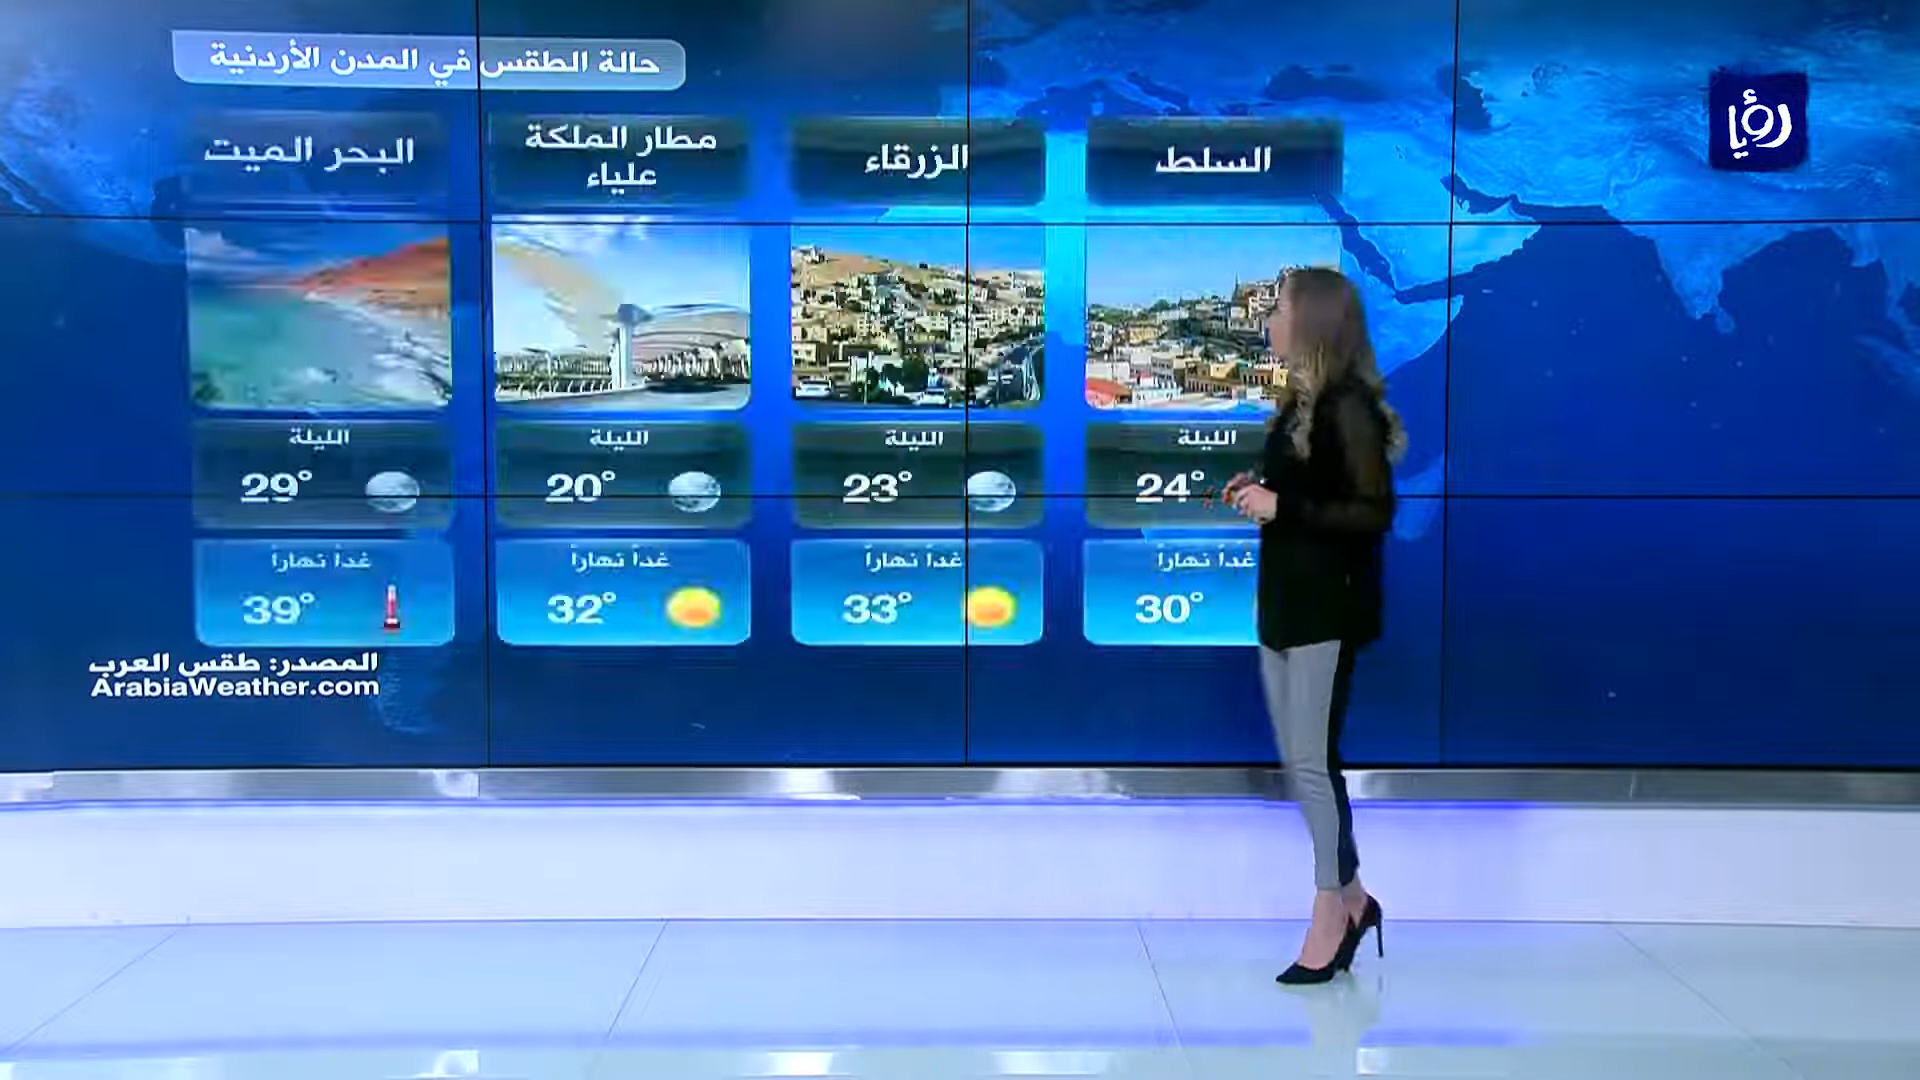 حالة الطقس في المدن الأردنية
رؤيا
السلط
الزرقاء
مطار الملكة
علياء
البحر الميت
الليلة
الليلة
الليلة
الليلة
24°
23°
20°
29°
غداً نهاراً
غداً نهاراً
غداً نهاراً
غداً نهاراً
30°
33°
32°
39°
المصدر: طقس العرب
ArabiaWeather.com